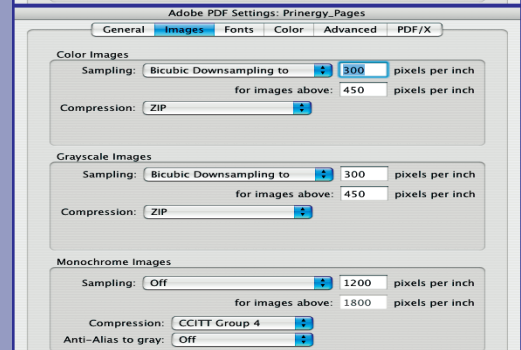 Adobe PDF Settings: Prinergy_Pages
General Images Fonts Color Advanced PDF/X
Color Images
Sampling: Bicubic Downsampling to 300 pixels per inch
for images above: 450 pixels per inch
Compression: ZIP
Grayscale Images
Sampling: Bicubic Downsampling to 300 pixels per inch
for images above: 450 pixels per inch
Compression: ZIP
Monochrome Images
Sampling: Off 1200 pixels per inch
for images above: 1800 pixels per inch
Compression: CCITT Group 4
Anti-Alias to gray: Off